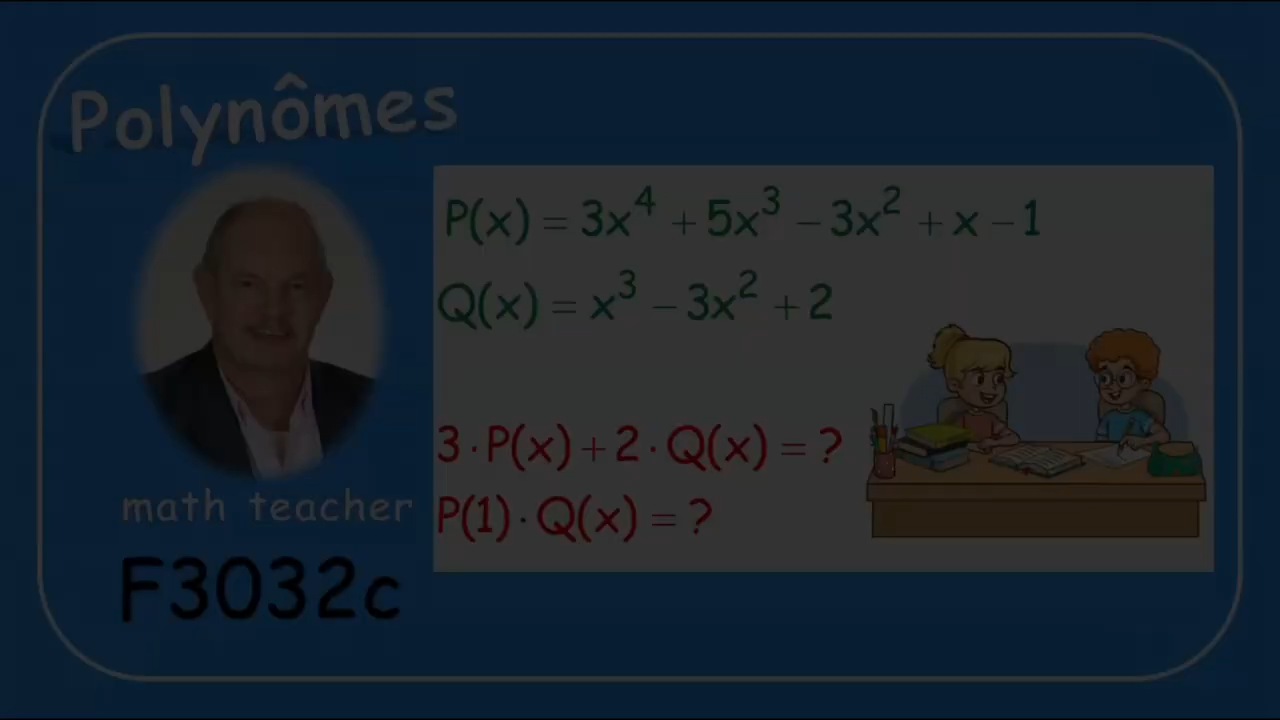 Polynômes
P(x) = 3x⁴ + 5x³ − 3x² + x − 1
Q(x) = x³ − 3x² + 2
3 · P(x) + 2 · Q(x) = ?
P(1) · Q(x) = ?
math teacher
F3032c